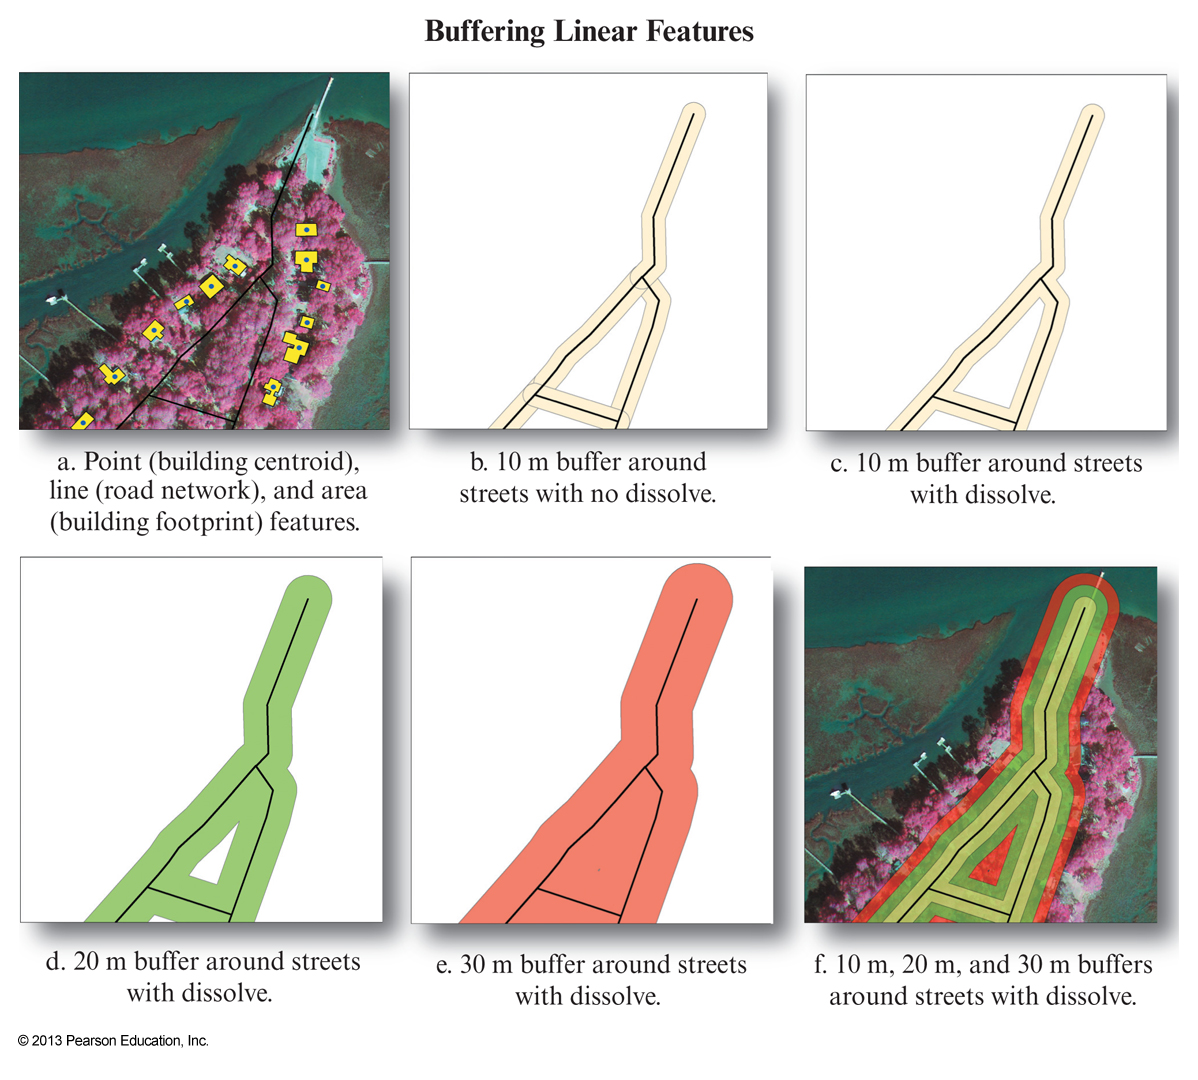 Buffering Linear Features
a. Point (building centroid),
line (road network), and area
(building footprint) features.
b. 10 m buffer around
streets with no dissolve.
c. 10 m buffer around streets
with dissolve.
d. 20 m buffer around streets
with dissolve.
e. 30 m buffer around streets
with dissolve.
f. 10 m, 20 m, and 30 m buffers
around streets with dissolve.
© 2013 Pearson Education, Inc.